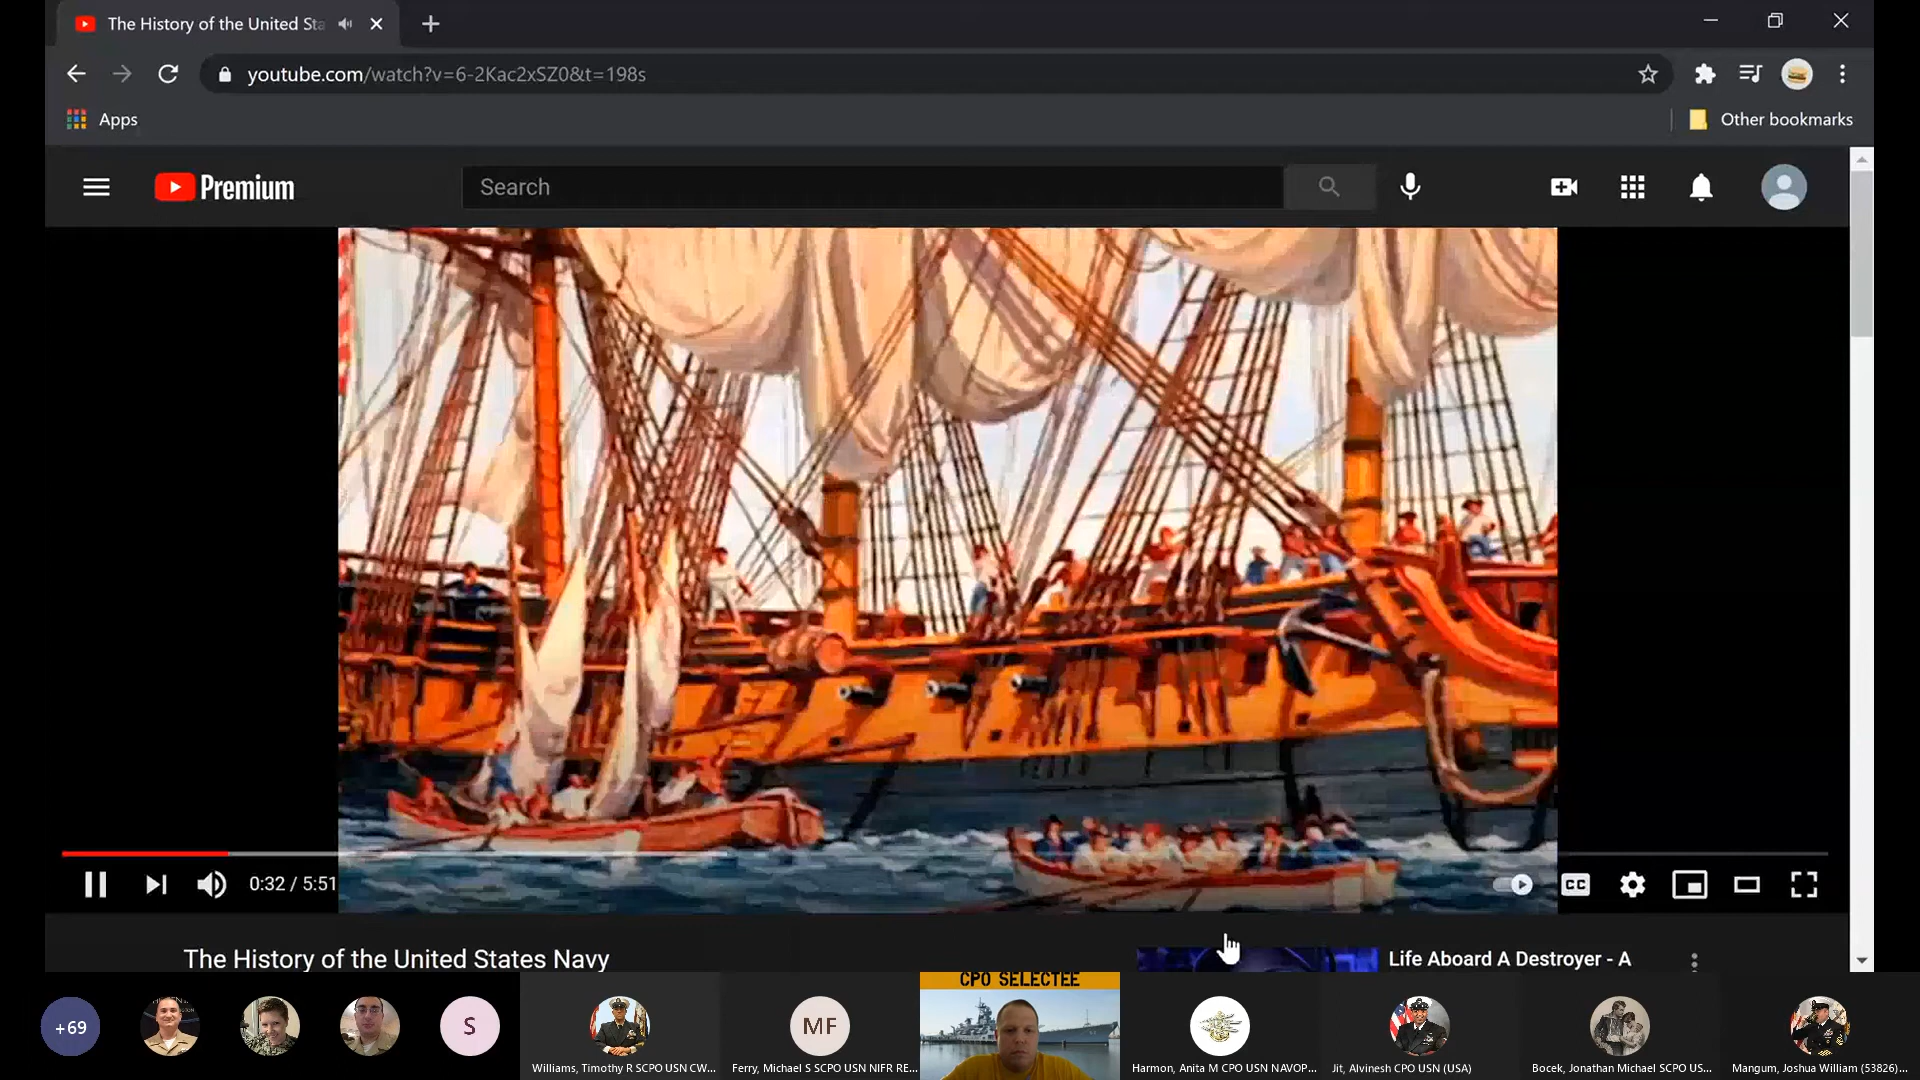 The History of the United Sta
youtube.com/watch?v=6-2Kac2xSZ0&t=198s
Apps
Other bookmarks
Premium
Search
0:32 / 5:51
CC
The History of the United States Navy
Life Aboard A Destroyer - A
+69
S
MF
CPO SELECTEE
Williams, Timothy R SCPO USN CW...
Ferry, Michael S SCPO USN NIFR RE...
Harmon, Anita M CPO USN NAVOP...
Jit, Alvinesh CPO USN (USA)
Bocek, Jonathan Michael SCPO US...
Mangum, Joshua William (53826)...